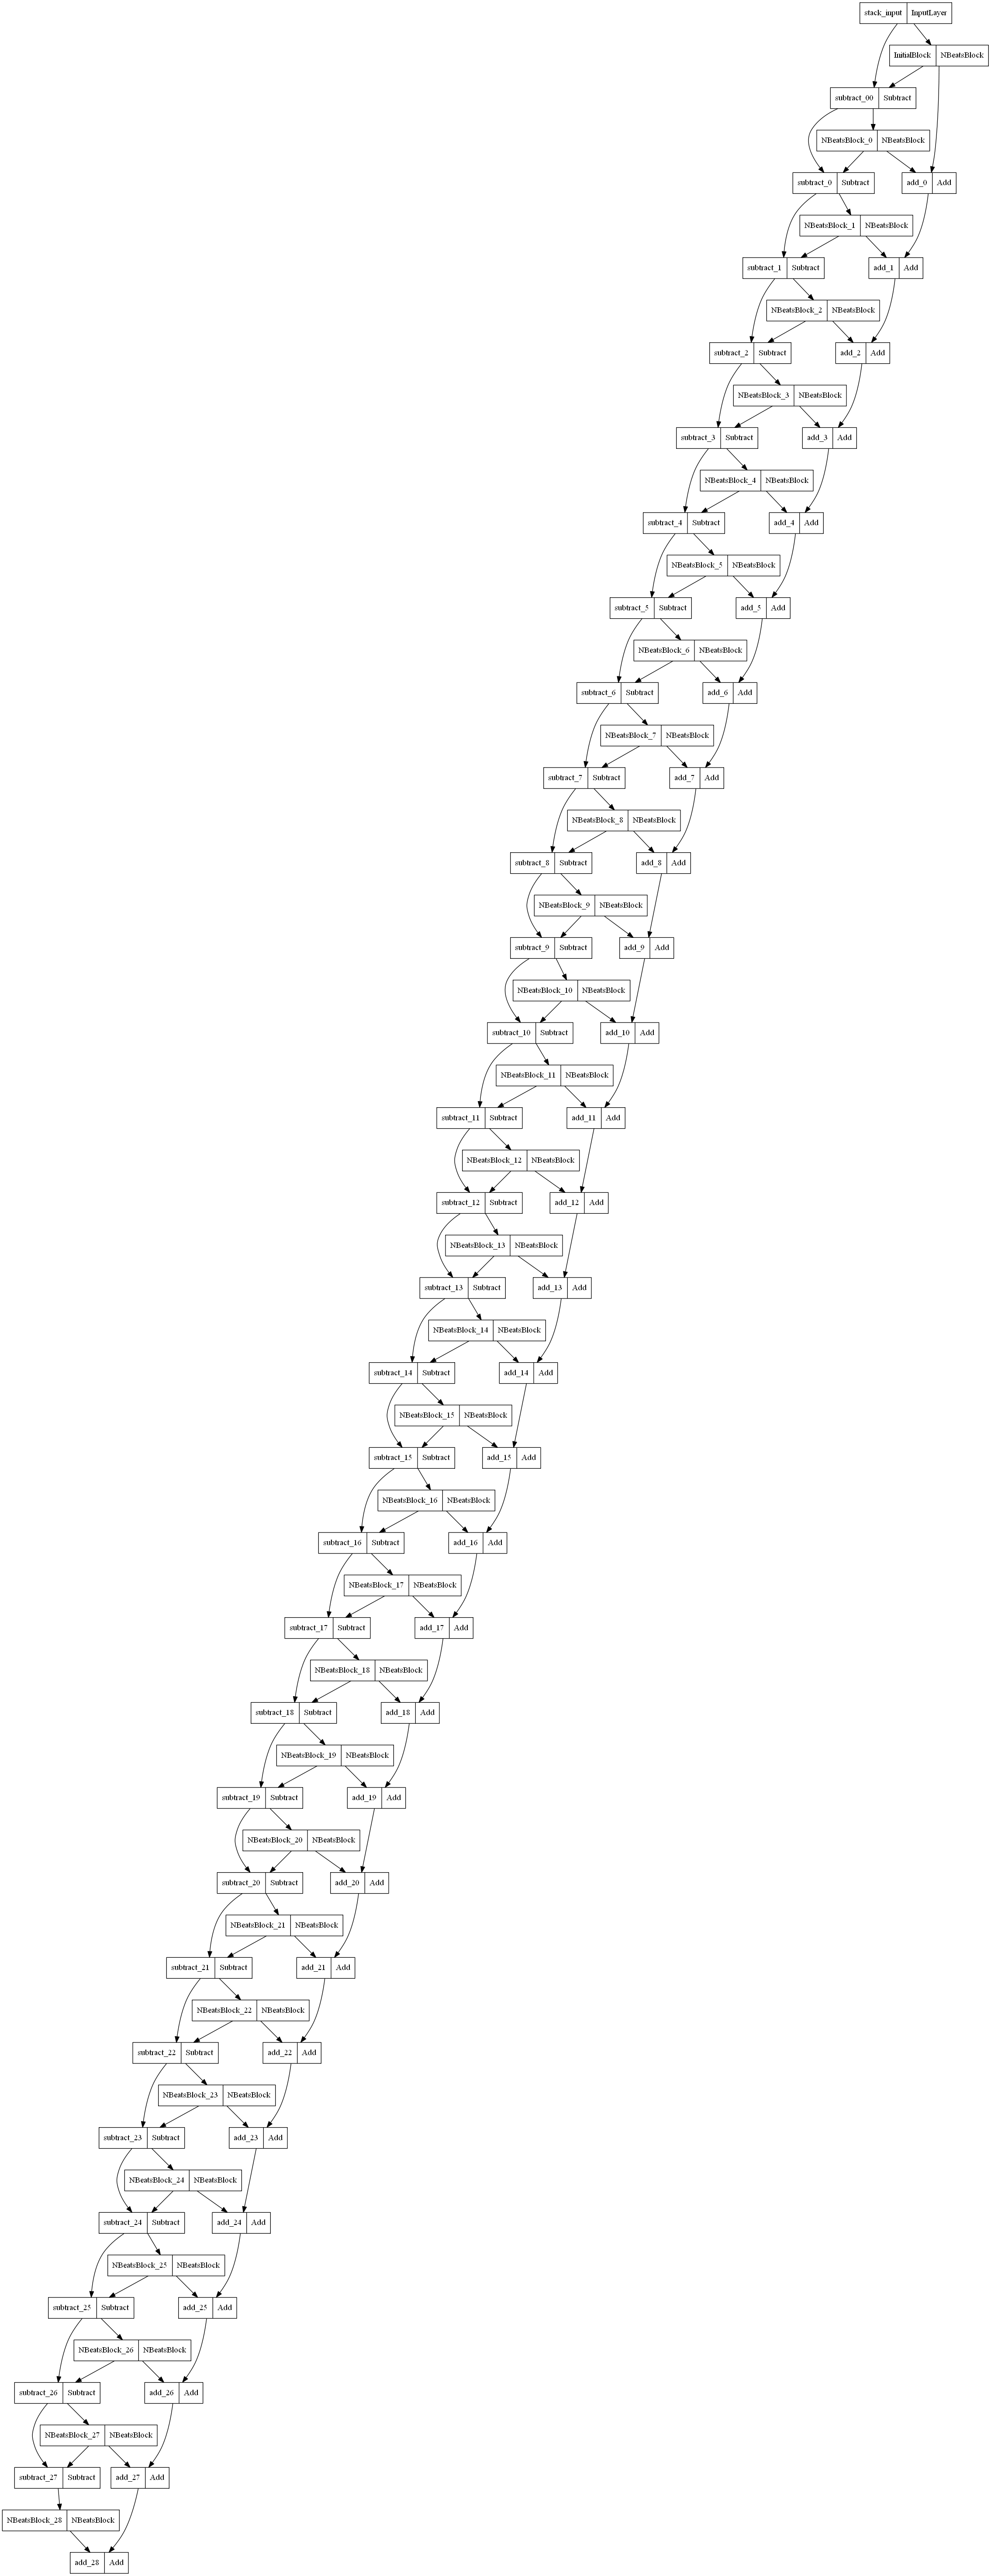 stack_input InputLayer
InitialBlock NBeatsBlock
subtract_00 Subtract
NBeatsBlock_0 NBeatsBlock
subtract_0 Subtract add_0 Add
NBeatsBlock_1 NBeatsBlock
subtract_1 Subtract add_1 Add
NBeatsBlock_2 NBeatsBlock
subtract_2 Subtract add_2 Add
NBeatsBlock_3 NBeatsBlock
subtract_3 Subtract add_3 Add
NBeatsBlock_4 NBeatsBlock
subtract_4 Subtract add_4 Add
NBeatsBlock_5 NBeatsBlock
subtract_5 Subtract add_5 Add
NBeatsBlock_6 NBeatsBlock
subtract_6 Subtract add_6 Add
NBeatsBlock_7 NBeatsBlock
subtract_7 Subtract add_7 Add
NBeatsBlock_8 NBeatsBlock
subtract_8 Subtract add_8 Add
NBeatsBlock_9 NBeatsBlock
subtract_9 Subtract add_9 Add
NBeatsBlock_10 NBeatsBlock
subtract_10 Subtract add_10 Add
NBeatsBlock_11 NBeatsBlock
subtract_11 Subtract add_11 Add
NBeatsBlock_12 NBeatsBlock
subtract_12 Subtract add_12 Add
NBeatsBlock_13 NBeatsBlock
subtract_13 Subtract add_13 Add
NBeatsBlock_14 NBeatsBlock
subtract_14 Subtract add_14 Add
NBeatsBlock_15 NBeatsBlock
subtract_15 Subtract add_15 Add
NBeatsBlock_16 NBeatsBlock
subtract_16 Subtract add_16 Add
NBeatsBlock_17 NBeatsBlock
subtract_17 Subtract add_17 Add
NBeatsBlock_18 NBeatsBlock
subtract_18 Subtract add_18 Add
NBeatsBlock_19 NBeatsBlock
subtract_19 Subtract add_19 Add
NBeatsBlock_20 NBeatsBlock
subtract_20 Subtract add_20 Add
NBeatsBlock_21 NBeatsBlock
subtract_21 Subtract add_21 Add
NBeatsBlock_22 NBeatsBlock
subtract_22 Subtract add_22 Add
NBeatsBlock_23 NBeatsBlock
subtract_23 Subtract add_23 Add
NBeatsBlock_24 NBeatsBlock
subtract_24 Subtract add_24 Add
NBeatsBlock_25 NBeatsBlock
subtract_25 Subtract add_25 Add
NBeatsBlock_26 NBeatsBlock
subtract_26 Subtract add_26 Add
NBeatsBlock_27 NBeatsBlock
subtract_27 Subtract add_27 Add
NBeatsBlock_28 NBeatsBlock
add_28 Add